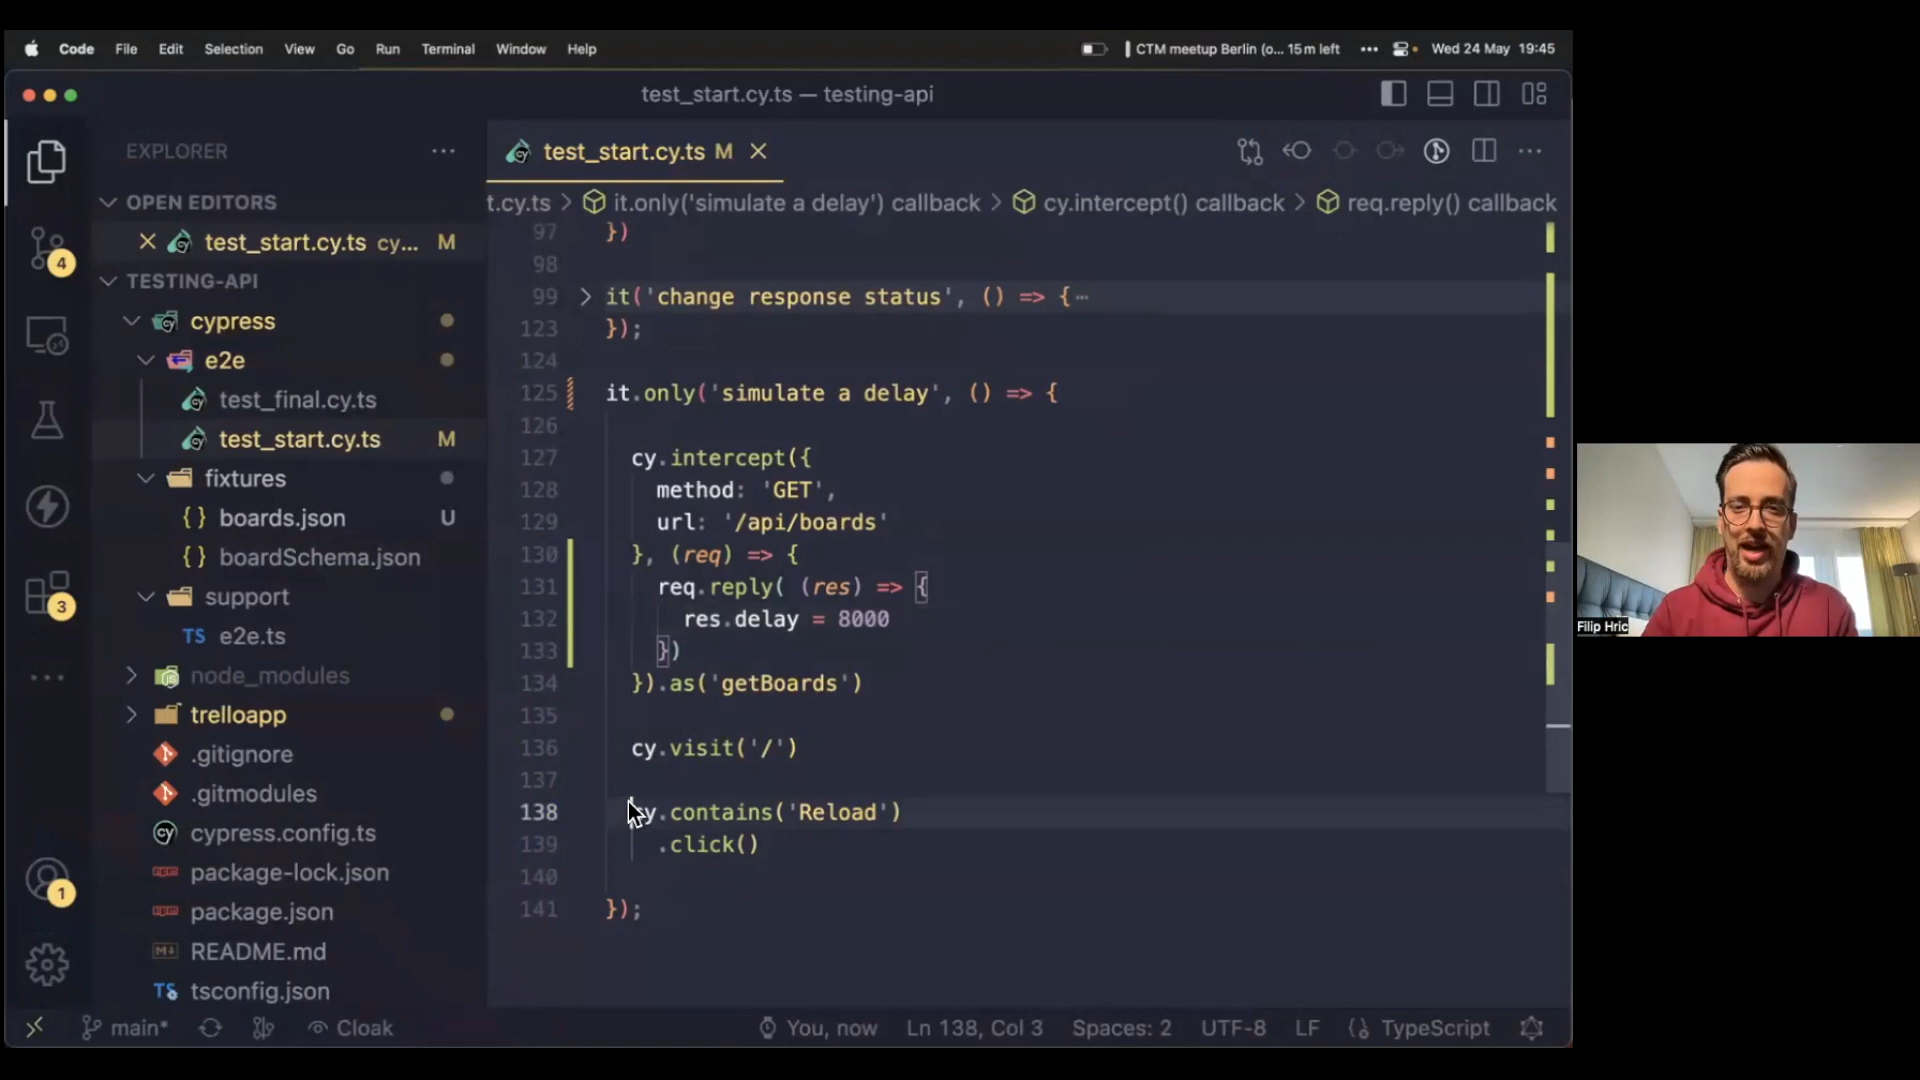 Code File Edit Selection View Go Run Terminal Window Help CTM meetup Berlin (o... 15 m left ••• Wed 24 May 19:45
test_start.cy.ts — testing-api
EXPLORER ...
OPEN EDITORS
test_start.cy.ts cy... M
TESTING-API
cypress
e2e
test_final.cy.ts
test_start.cy.ts M
fixtures
{} boards.json U
{} boardSchema.json
support
TS e2e.ts
node_modules
trelloapp
.gitignore
.gitmodules
cypress.config.ts
package-lock.json
package.json
README.md
TS tsconfig.json
4
3
1
test_start.cy.ts M
t.cy.ts > it.only('simulate a delay') callback > cy.intercept() callback > req.reply() callback
97 })
98
99 it('change response status', () => {...
123 });
124
125 it.only('simulate a delay', () => {
126
127 cy.intercept({
128 method: 'GET',
129 url: '/api/boards'
130 }, (req) => {
131 req.reply( (res) => {
132 res.delay = 8000
133 })
134 }).as('getBoards')
135
136 cy.visit('/')
137
138 cy.contains('Reload')
139 .click()
140
141 });
main* Cloak You, now Ln 138, Col 3 Spaces: 2 UTF-8 LF {} TypeScript
Filip Hric